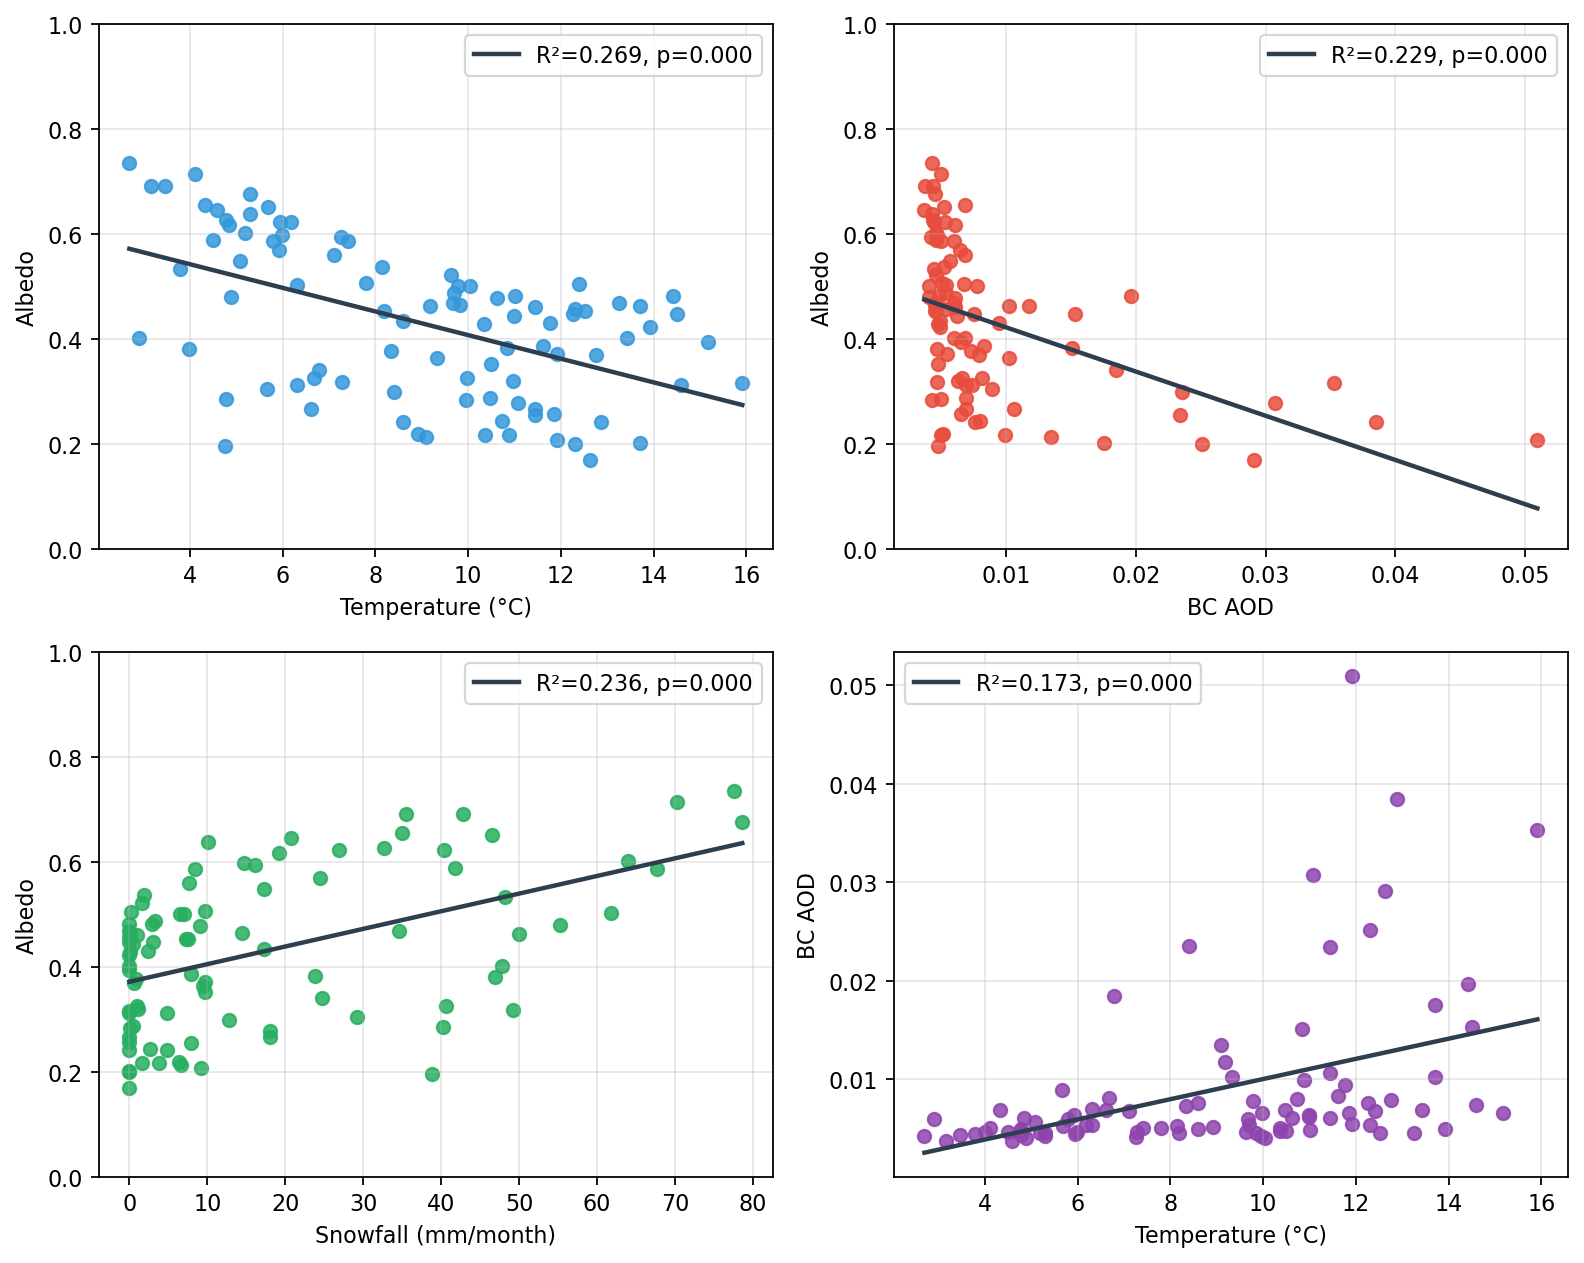 R²=0.269, p=0.000
1.0
0.8
0.6
0.4
0.2
0.0
Albedo
4 6 8 10 12 14 16
Temperature (°C)
R²=0.229, p=0.000
1.0
0.8
0.6
0.4
0.2
0.0
Albedo
0.01 0.02 0.03 0.04 0.05
BC AOD
R²=0.236, p=0.000
1.0
0.8
0.6
0.4
0.2
0.0
Albedo
0 10 20 30 40 50 60 70 80
Snowfall (mm/month)
R²=0.173, p=0.000
0.05
0.04
0.03
0.02
0.01
BC AOD
4 6 8 10 12 14 16
Temperature (°C)